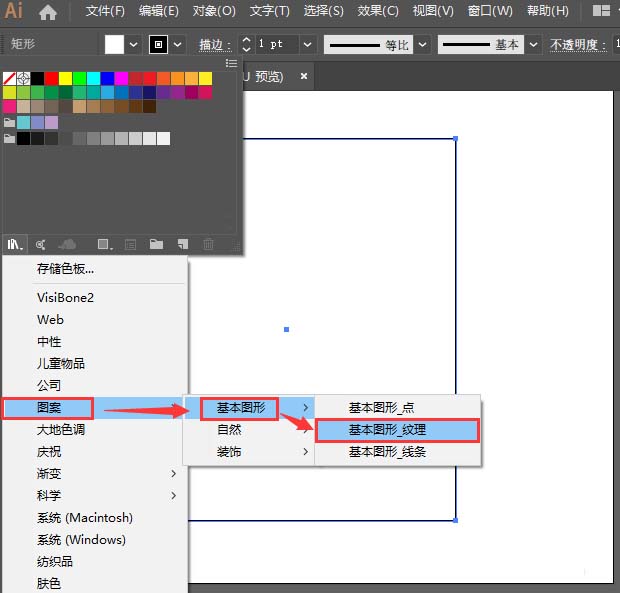 Ai 文件(F) 编辑(E) 对象(O) 文字(T) 选择(S) 效果(C) 视图(V) 窗口(W) 帮助(H)
矩形 描边: 1 pt 等比 基本 不透明度: 1
U 预览) ×
存储色板...
VisiBone2
Web
中性
儿童物品
公司
图案 基本图形 基本图形_点
大地色调 自然 基本图形_纹理
庆祝 装饰 基本图形_线条
渐变
科学
系统 (Macintosh)
系统 (Windows)
纺织品
肤色